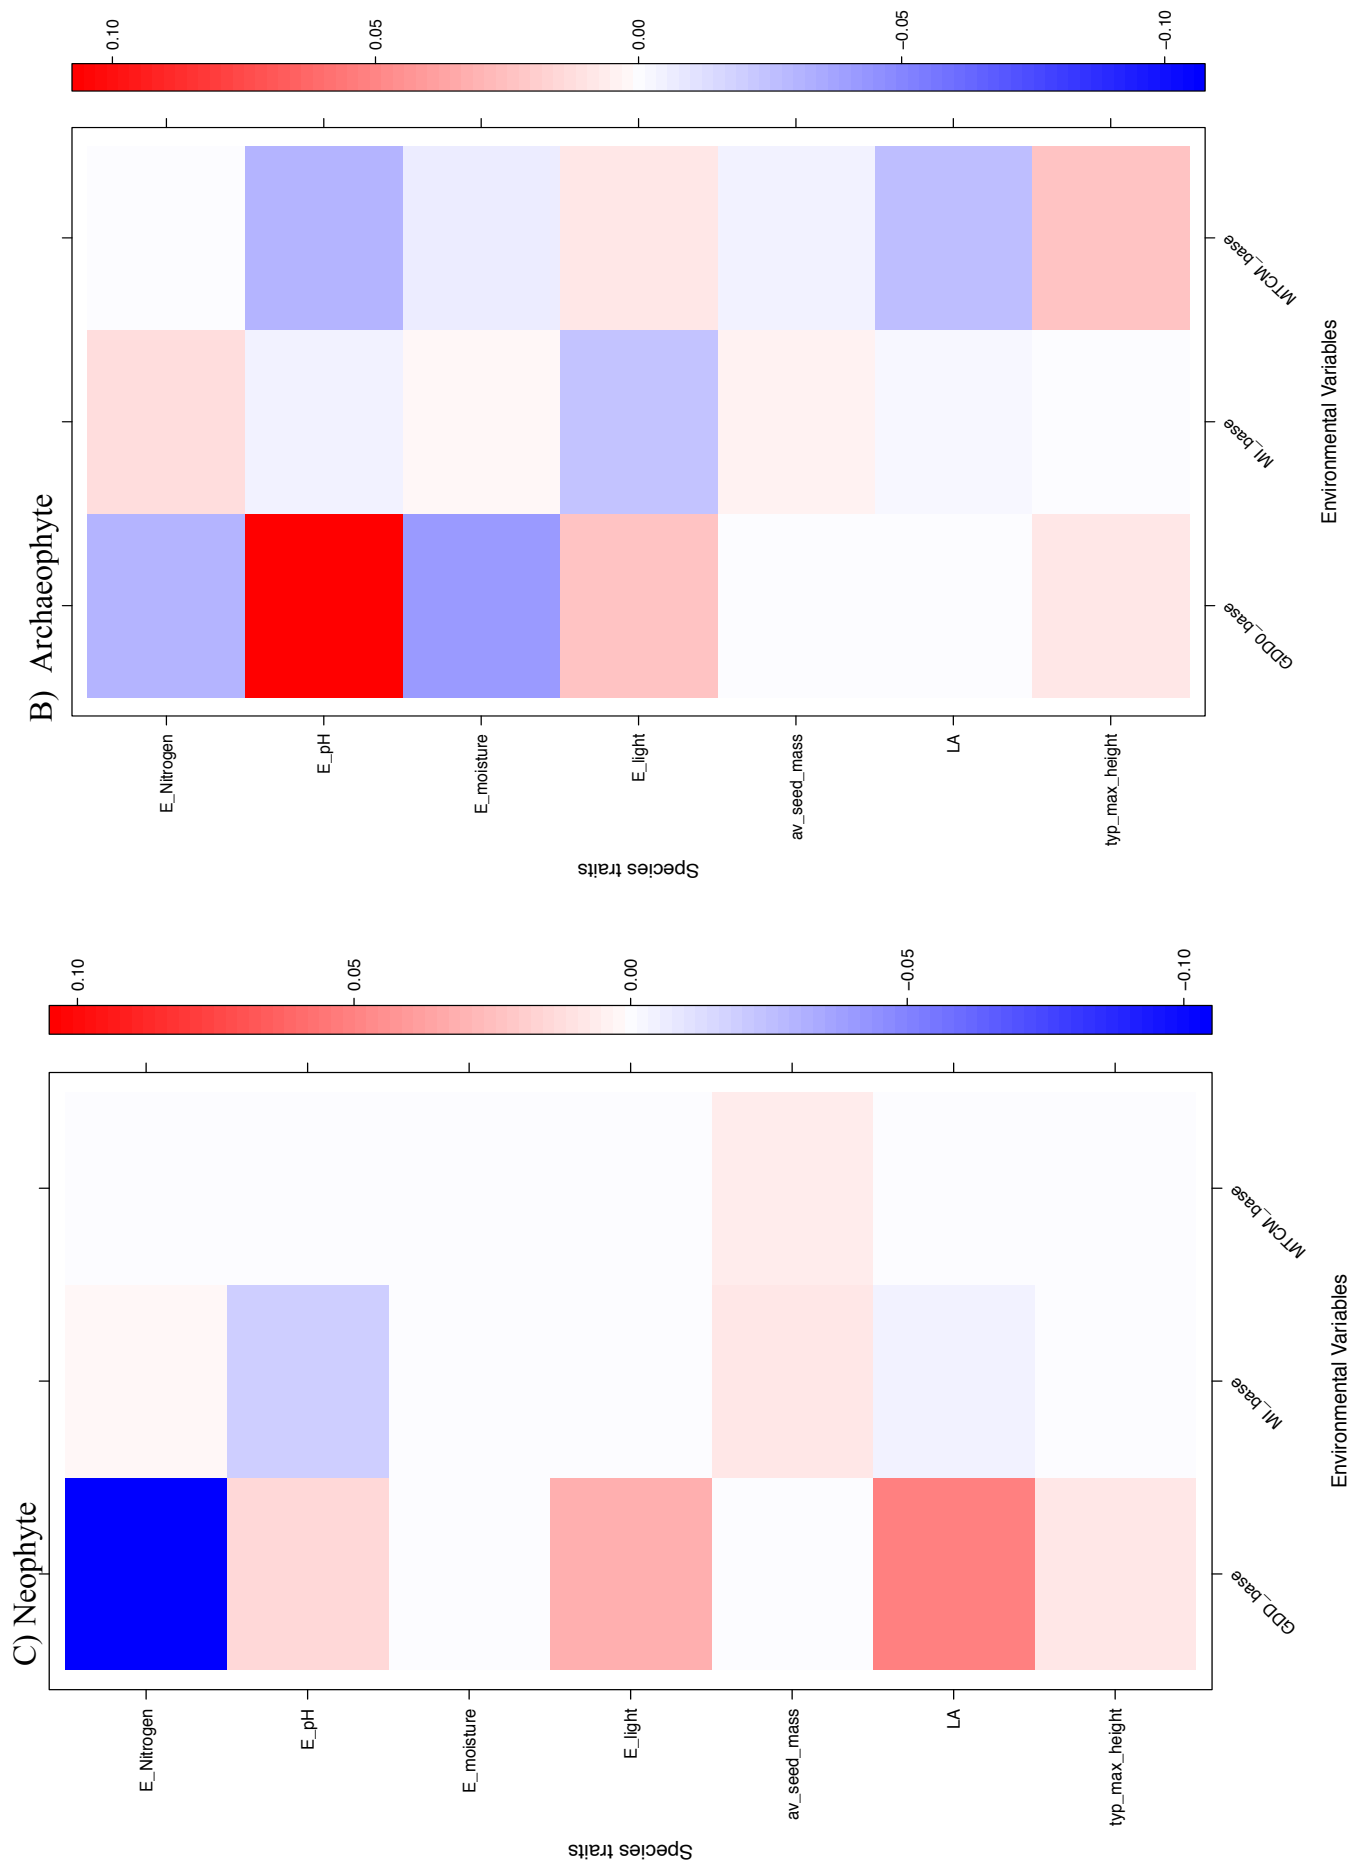 B) Archaeophyte
E_Nitrogen
E_pH
E_moisture
E_light
av_seed_mass
LA
typ_max_height
Species traits
GDD0_base
MI_base
MTCM_base
Environmental Variables
0.10
0.05
0.00
−0.05
−0.10
C) Neophyte
E_Nitrogen
E_pH
E_moisture
E_light
av_seed_mass
LA
typ_max_height
Species traits
GDD_base
MI_base
MTCM_base
Environmental Variables
0.10
0.05
0.00
−0.05
−0.10